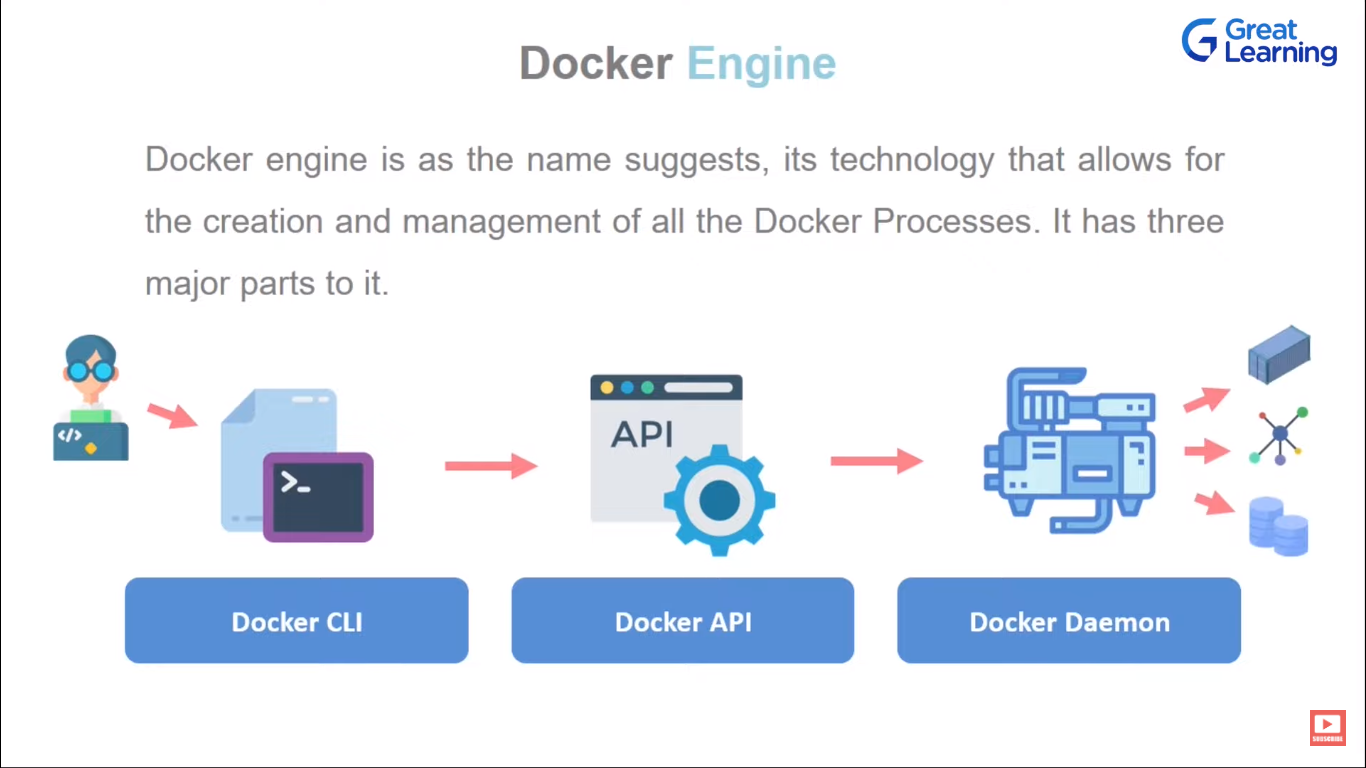 Great
Learning
Docker Engine
Docker engine is as the name suggests, its technology that allows for
the creation and management of all the Docker Processes. It has three
major parts to it.
</>
>_
API
Docker CLI
Docker API
Docker Daemon
SUBSCRIBE